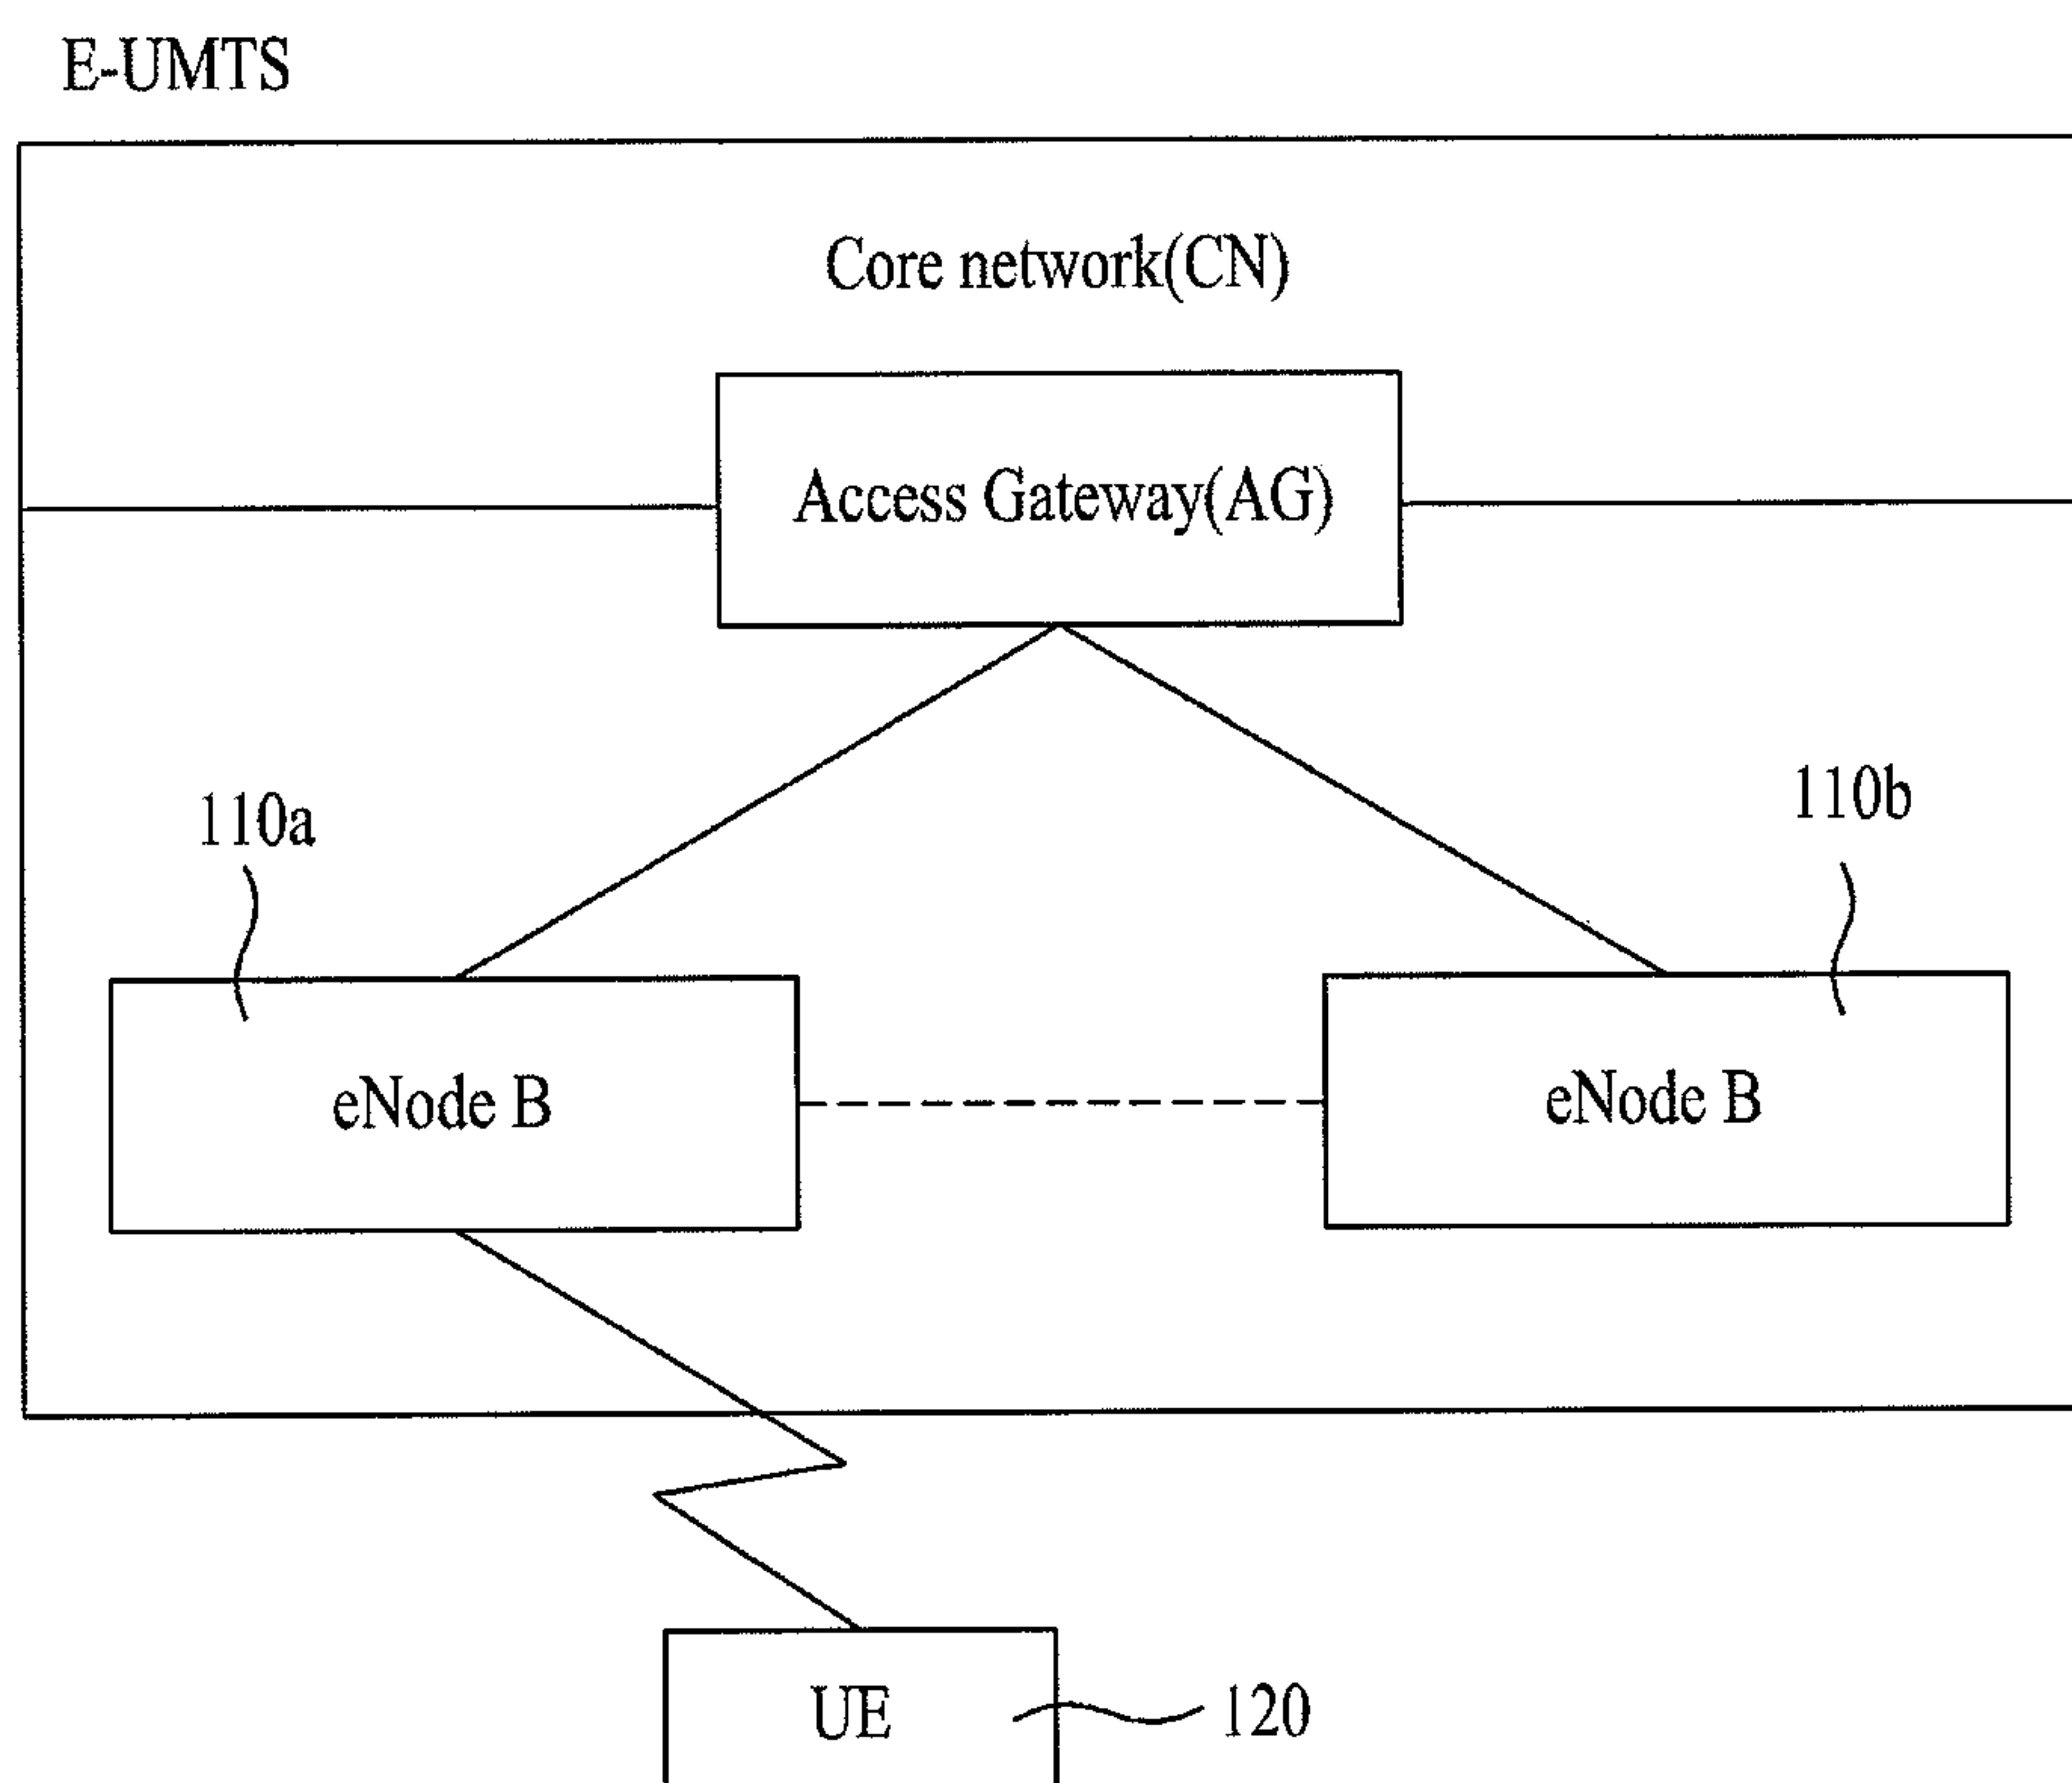 E-UMTS
Core network(CN)
Access Gateway(AG)
110a
110b
eNode B
eNode B
UE
120